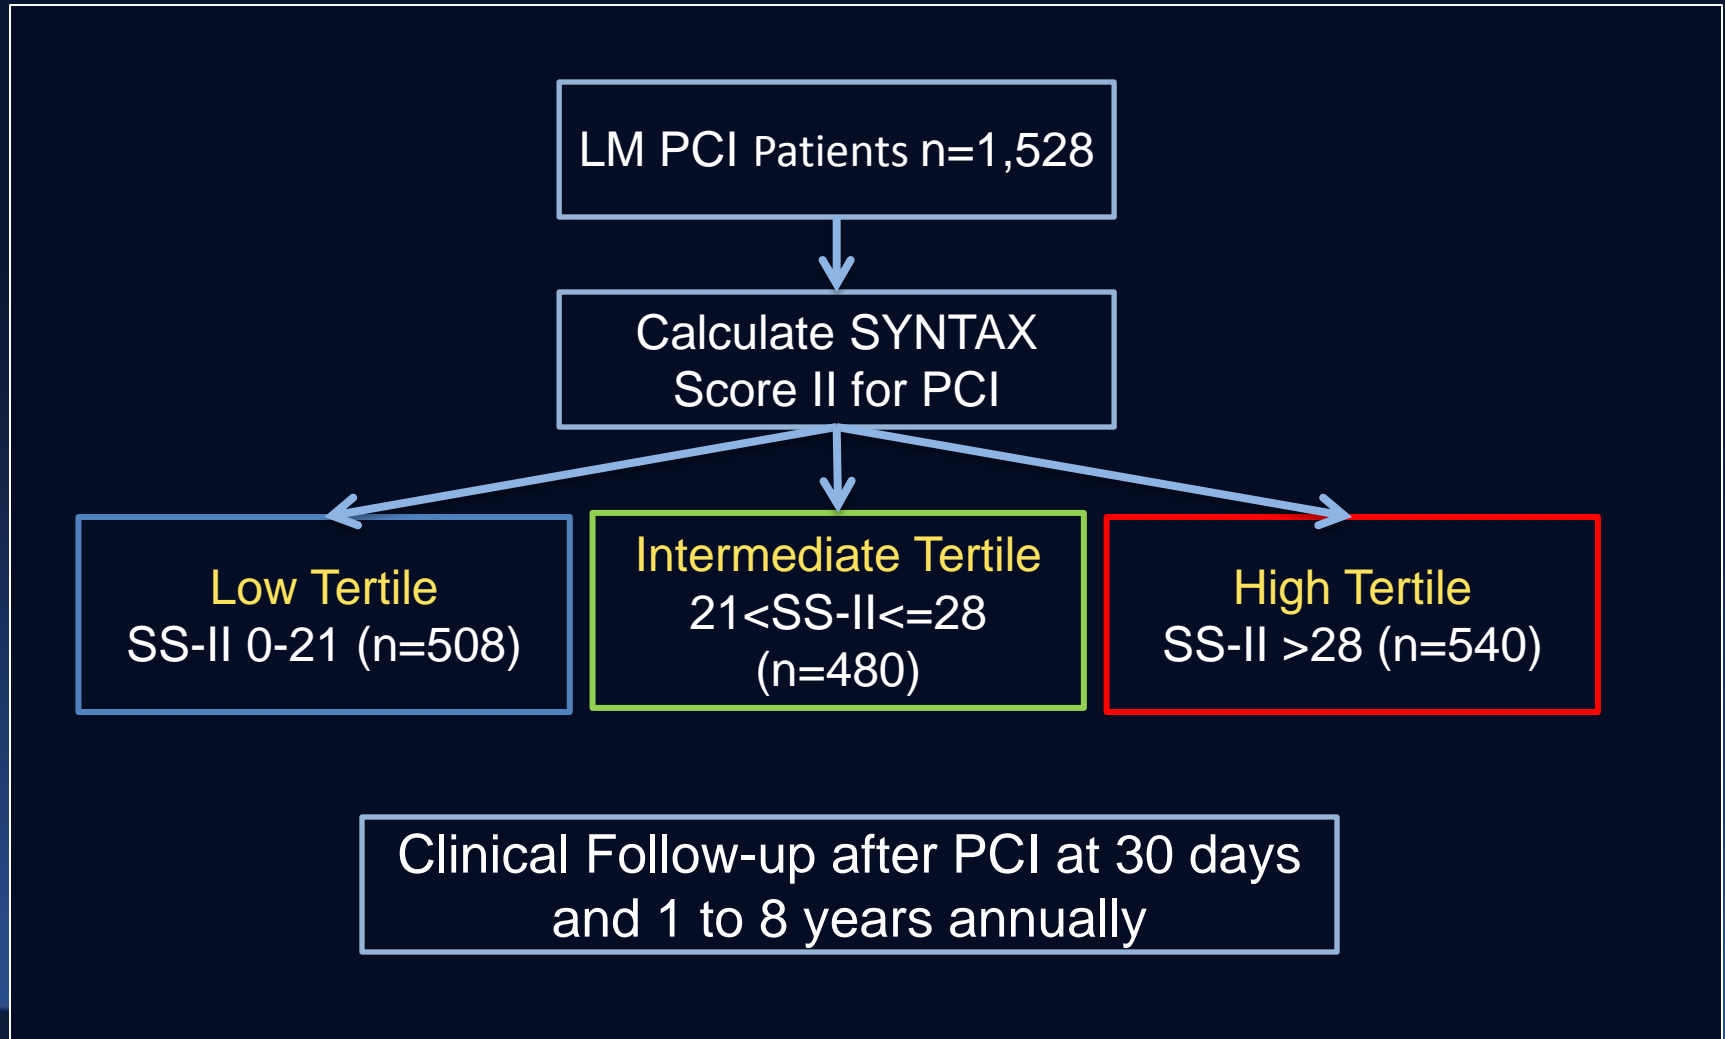 LM PCI Patients n=1,528
Calculate SYNTAX
Score II for PCI
Low Tertile
SS-II 0-21 (n=508)
Intermediate Tertile
21<SS-II<=28
(n=480)
High Tertile
SS-II >28 (n=540)
Clinical Follow-up after PCI at 30 days
and 1 to 8 years annually